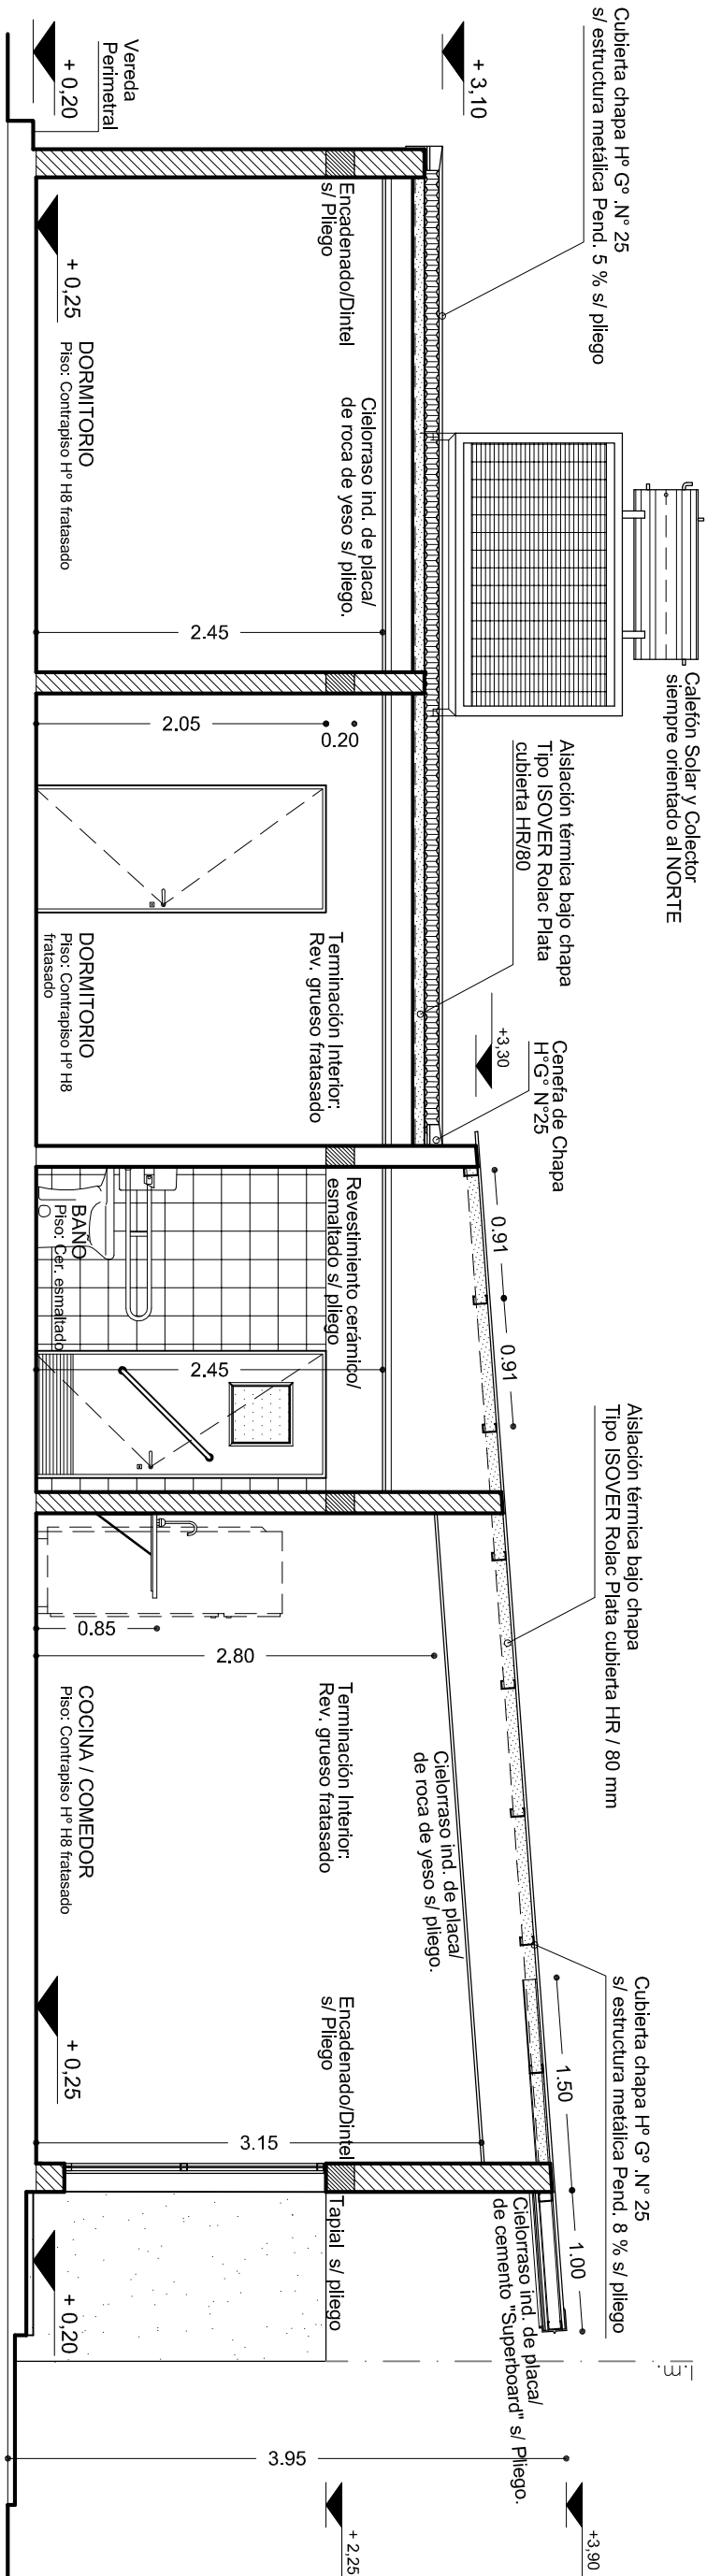 Cubierta chapa Hº Gº .N° 25
s/ estructura metálica Pend. 5 % s/ pliego
+ 3,10
Vereda
Perimetral
+ 0,20
Calefón Solar y Colector
siempre orientado al NORTE
Encadenado/Dintel
s/ Pliego
+ 0,25
Cielorraso ind. de placa/
de roca de yeso s/ pliego.
DORMITORIO
Piso: Contrapiso Hº H8 fratasado
2.45
2.05
0.20
Aislación térmica bajo chapa
Tipo ISOVER Rolac Plata
cubierta HR/80
Terminación Interior:
Rev. grueso fratasado
DORMITORIO
Piso: Contrapiso Hº H8
fratasado
+3,30
Cenefa de Chapa
H°G° N°25
0.91
0.91
Revestimiento cerámico/
esmaltado s/ pliego
BAÑO
Piso: Cer. esmaltado
2.45
Aislación térmica bajo chapa
Tipo ISOVER Rolac Plata cubierta HR / 80 mm
0.85
2.80
Terminación Interior:
Rev. grueso fratasado
COCINA / COMEDOR
Piso: Contrapiso Hº H8 fratasado
Cielorraso ind. de placa/
de roca de yeso s/ pliego.
Cubierta chapa Hº Gº .N° 25
s/ estructura metálica Pend. 8 % s/ pliego
Encadenado/Dintel
s/ Pliego
+ 0,25
1.50
1.00
3.15
Cielorraso ind. de placa/
de cemento "Superboard" s/ Pliego.
Tapial s/ pliego
+ 0,20
L.m.
3.95
+ 2,25
+3,90